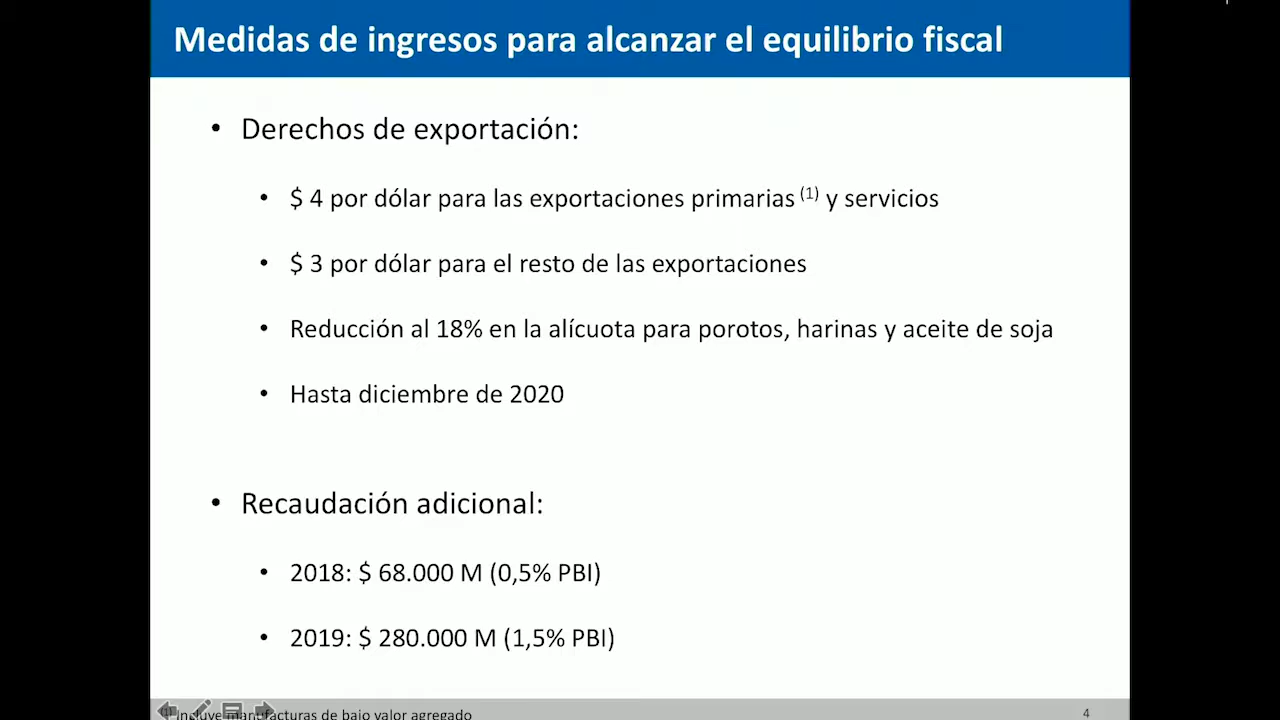 Medidas de ingresos para alcanzar el equilibrio fiscal
• Derechos de exportación:
• $ 4 por dólar para las exportaciones primarias (1) y servicios
• $ 3 por dólar para el resto de las exportaciones
• Reducción al 18% en la alícuota para porotos, harinas y aceite de soja
• Hasta diciembre de 2020
• Recaudación adicional:
• 2018: $ 68.000 M (0,5% PBI)
• 2019: $ 280.000 M (1,5% PBI)
(1) Incluye manufacturas de bajo valor agregado
4